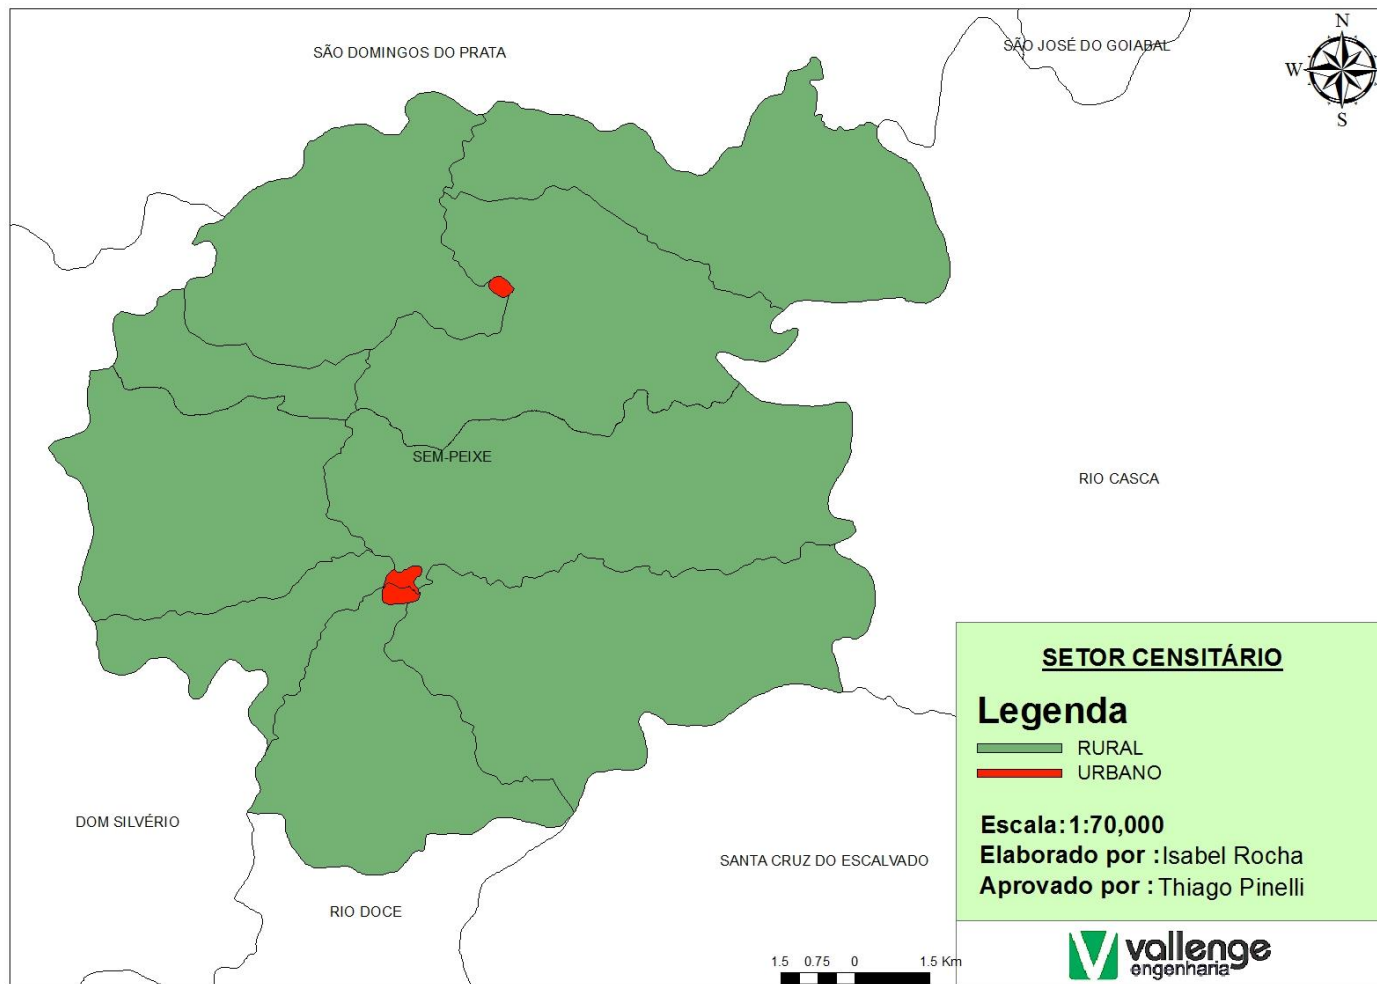 SÃO DOMINGOS DO PRATA
SÃO JOSÉ DO GOIABAL
N
W
S
SEM-PEIXE
RIO CASCA
DOM SILVÉRIO
RIO DOCE
SANTA CRUZ DO ESCALVADO
SETOR CENSITÁRIO
Legenda
RURAL
URBANO
Escala:1:70,000
Elaborado por :Isabel Rocha
Aprovado por : Thiago Pinelli
vallenge
engenharia
1.5 0.75 0 1.5 Km